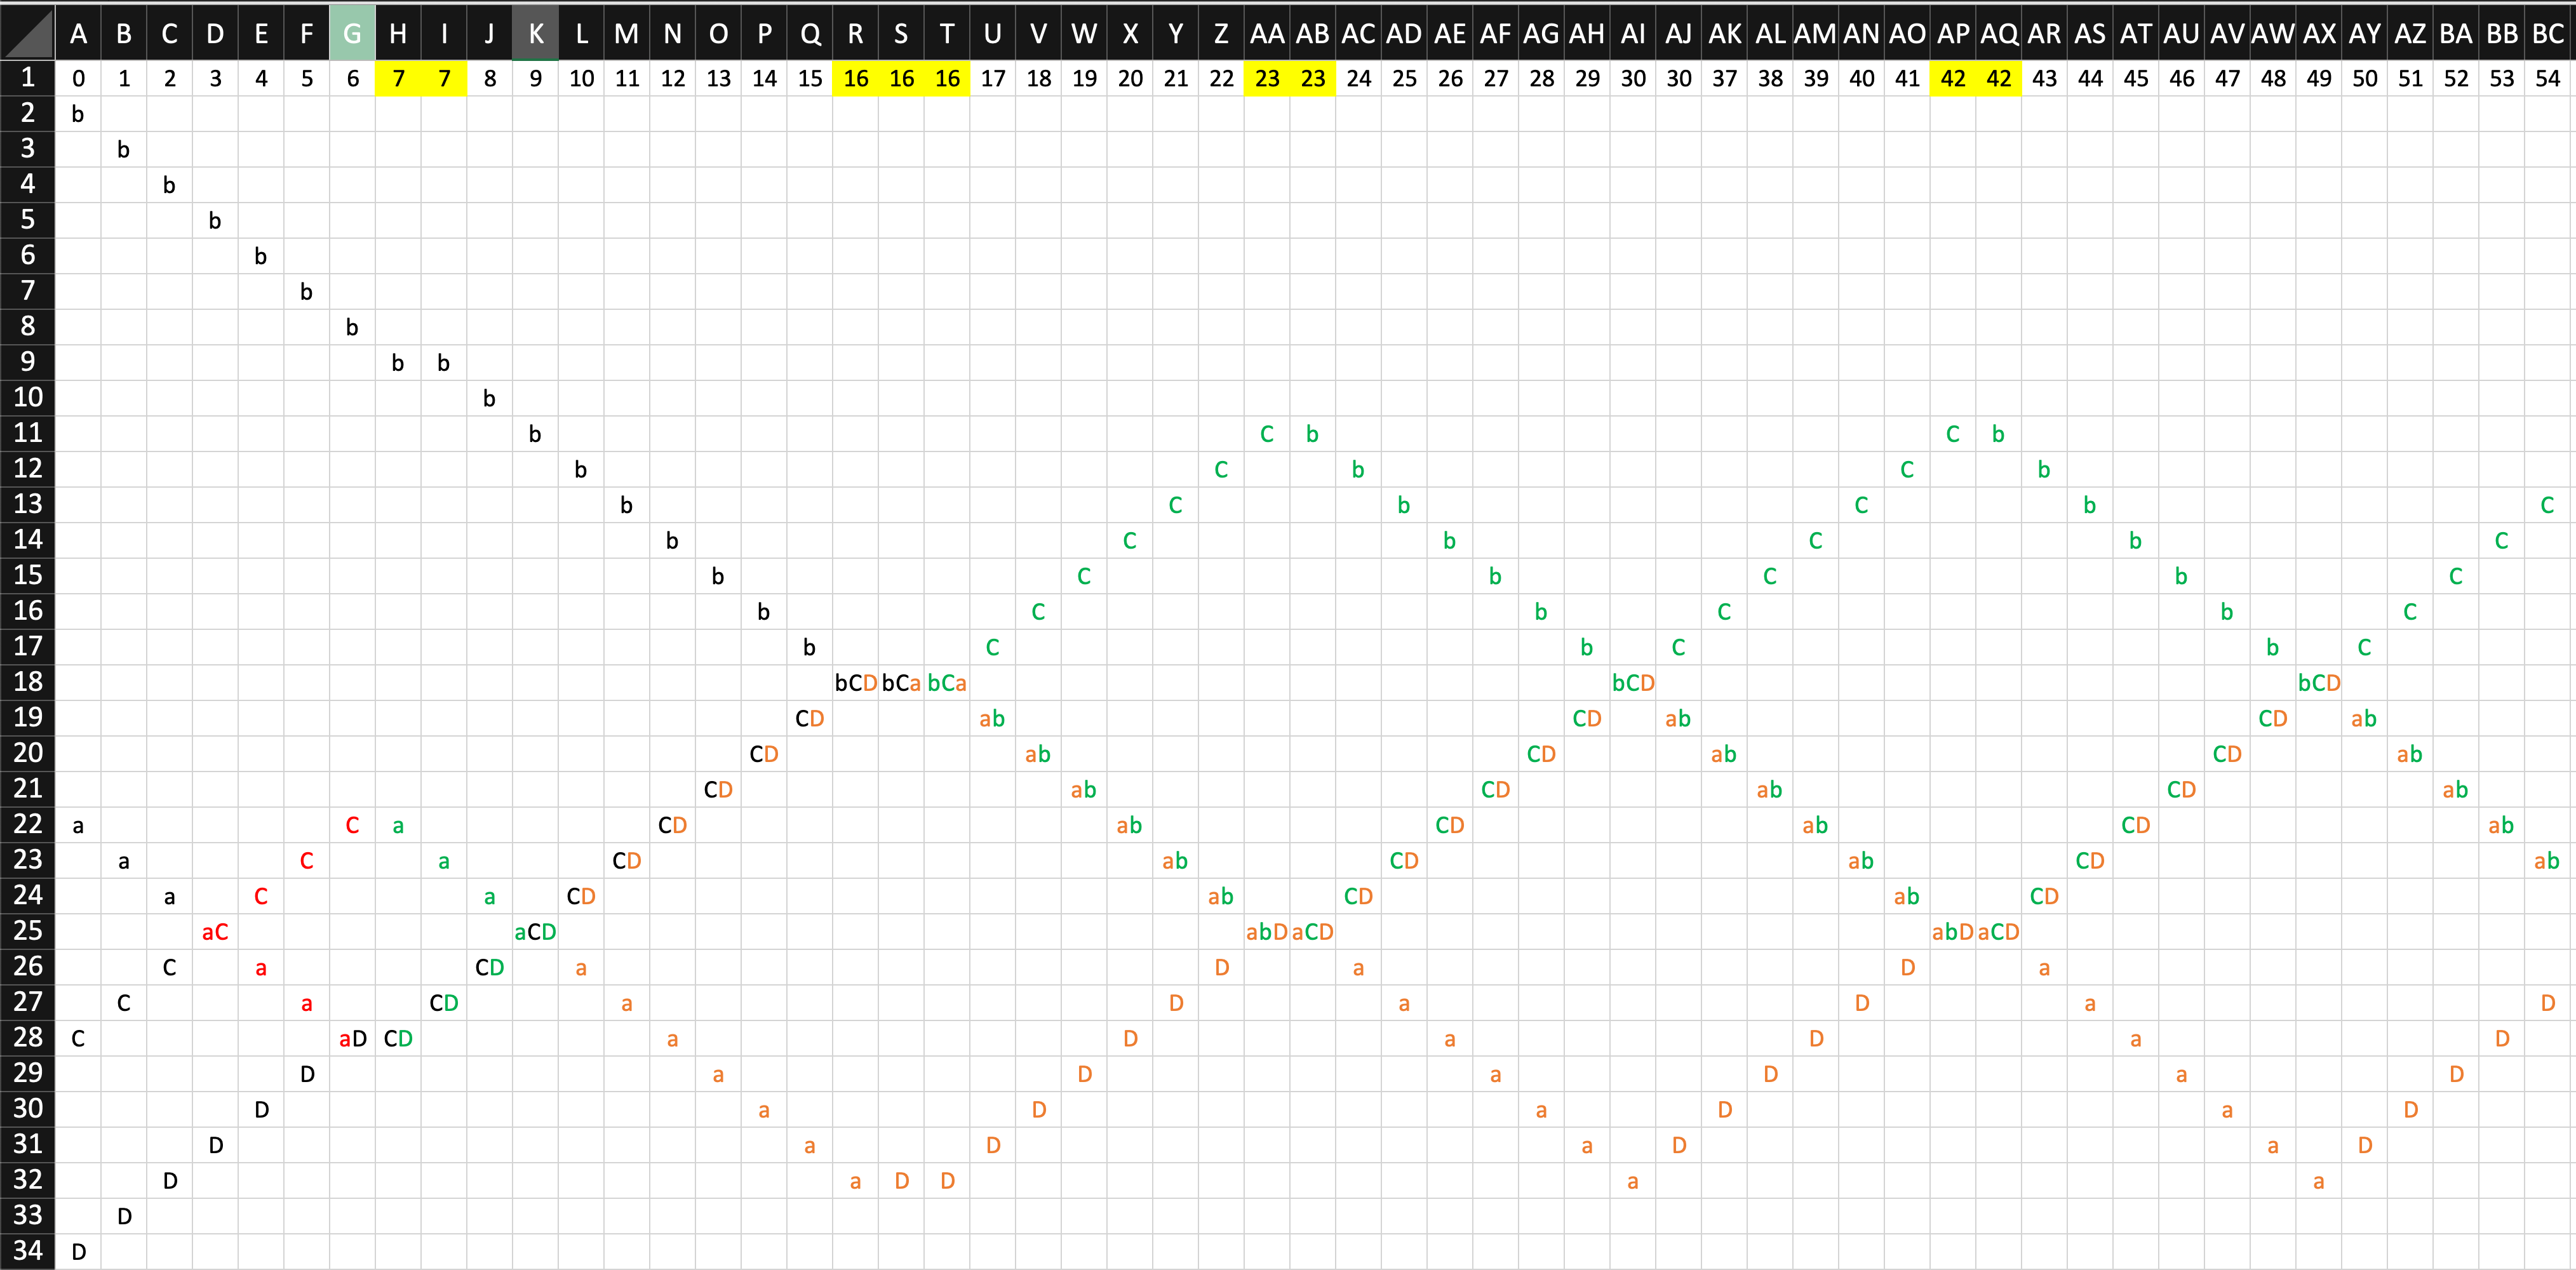 A B C D E F G H I J K L M N O P Q R S T U V W X Y Z AA AB AC AD AE AF AG AH AI AJ AK AL AM AN AO AP AQ AR AS AT AU AV AW AX AY AZ BA BB BC
1 0 1 2 3 4 5 6 7 7 8 9 10 11 12 13 14 15 16 16 16 17 18 19 20 21 22 23 23 24 25 26 27 28 29 30 30 37 38 39 40 41 42 42 43 44 45 46 47 48 49 50 51 52 53 54
2 b
3 b
4 b
5 b
6 b
7 b
8 b
9 b b
10 b
11 b C b C b
12 b C b C b
13 b C b C b C
14 b C b C b C
15 b C b C b C
16 b C b C b C
17 b C b C b C
18 bCD bCa bCa bCD bCD
19 CD ab CD ab CD ab
20 CD ab CD ab CD ab
21 CD ab CD ab CD ab
22 a C a CD ab CD ab CD ab
23 a C a CD ab CD ab CD ab
24 a C a CD ab CD ab CD
25 aC aCD abD aCD abD aCD
26 C a CD a D a D a
27 C a CD a D a D a D
28 C aD CD a D a D a D
29 D a D a D a D
30 D a D a D a D
31 D a D a D a D
32 D a D D a a
33 D
34 D